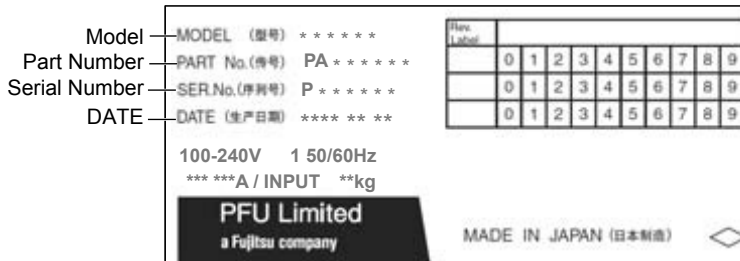 Model
Part Number
Serial Number
DATE
MODEL (型号) * * * * * *
PART No.(件号) PA * * * * * *
SER.No.(序列号) P * * * * * *
DATE (生产日期) **** ** **
100-240V 1 50/60Hz
*** ***A / INPUT **kg
PFU Limited
a Fujitsu company
Rev. Label
0 1 2 3 4 5 6 7 8 9
0 1 2 3 4 5 6 7 8 9
0 1 2 3 4 5 6 7 8 9
MADE IN JAPAN (日本制造)